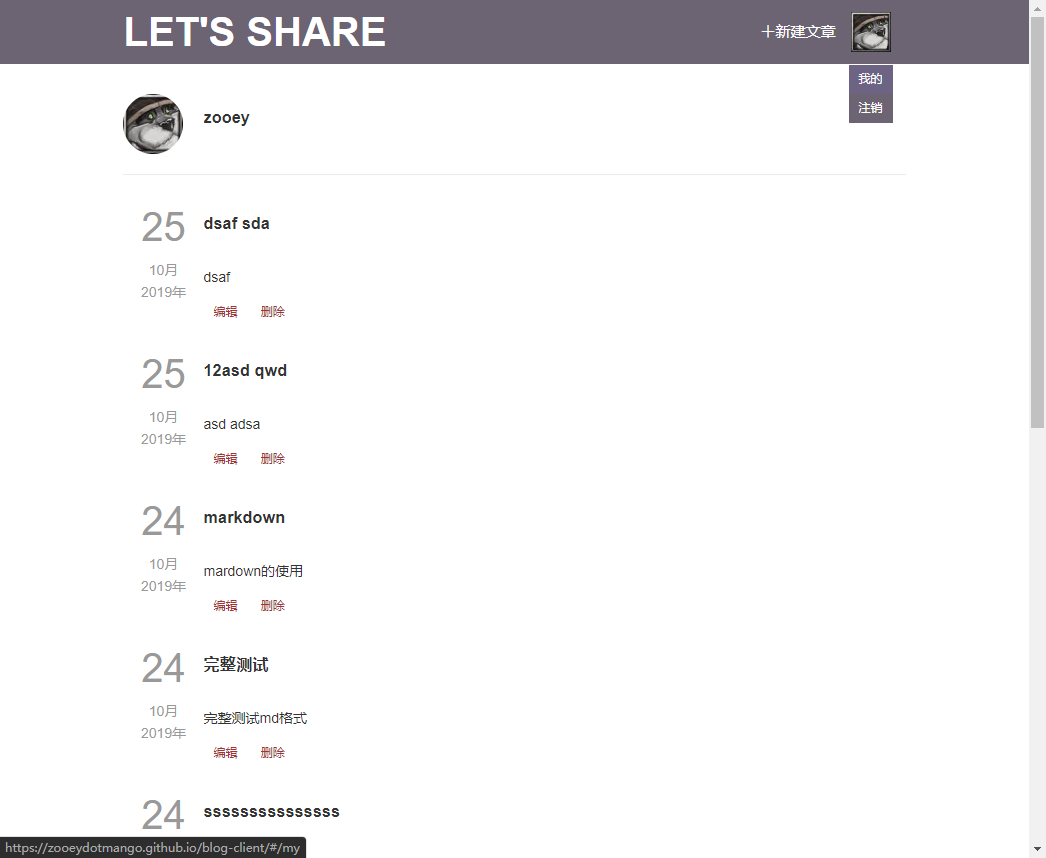 LET'S SHARE
+新建文章
我的
注销
zooey
25
10月
2019年
dsaf sda
dsaf
编辑 删除
25
10月
2019年
12asd qwd
asd adsa
编辑 删除
24
10月
2019年
markdown
mardown的使用
编辑 删除
24
10月
2019年
完整测试
完整测试md格式
编辑 删除
24
sssssssssssssss
https://zooeydotmango.github.io/blog-client/#/my